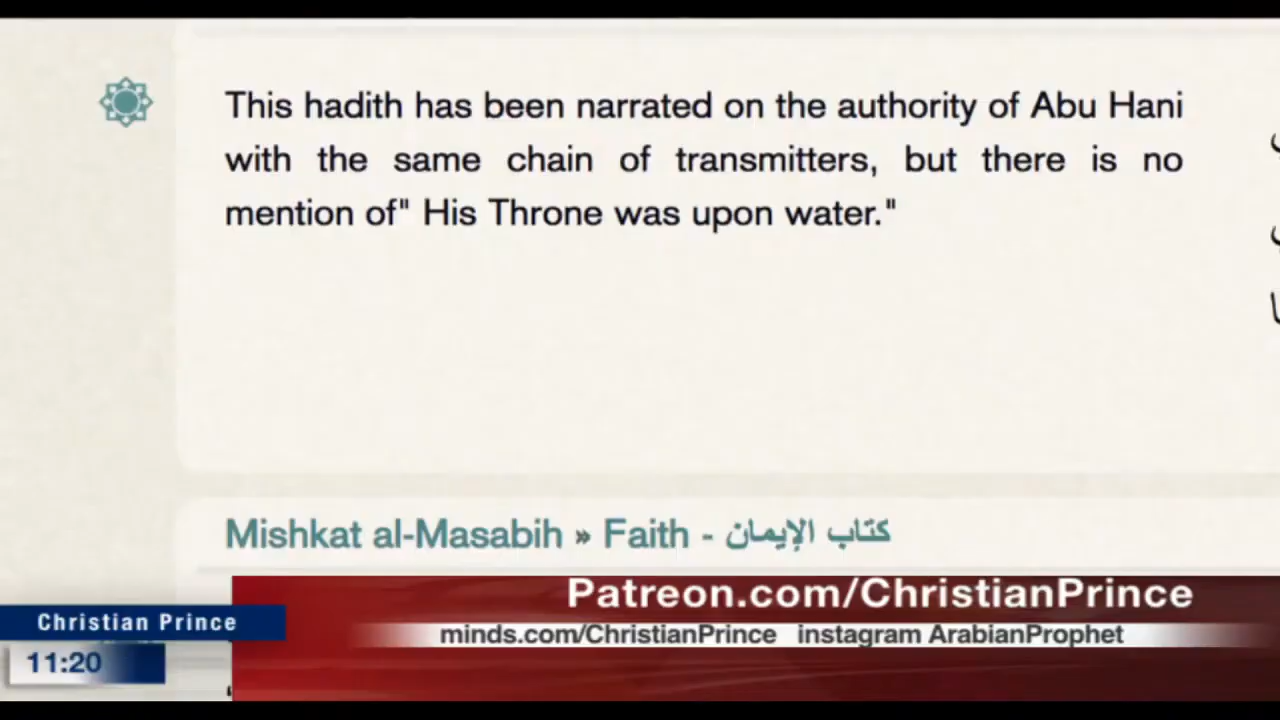 This hadith has been narrated on the authority of Abu Hani
with the same chain of transmitters, but there is no
mention of" His Throne was upon water."
Mishkat al-Masabih » Faith - كتاب الإيمان
Patreon.com/ChristianPrince
Christian Prince
minds.com/ChristianPrince instagram ArabianProphet
11:20